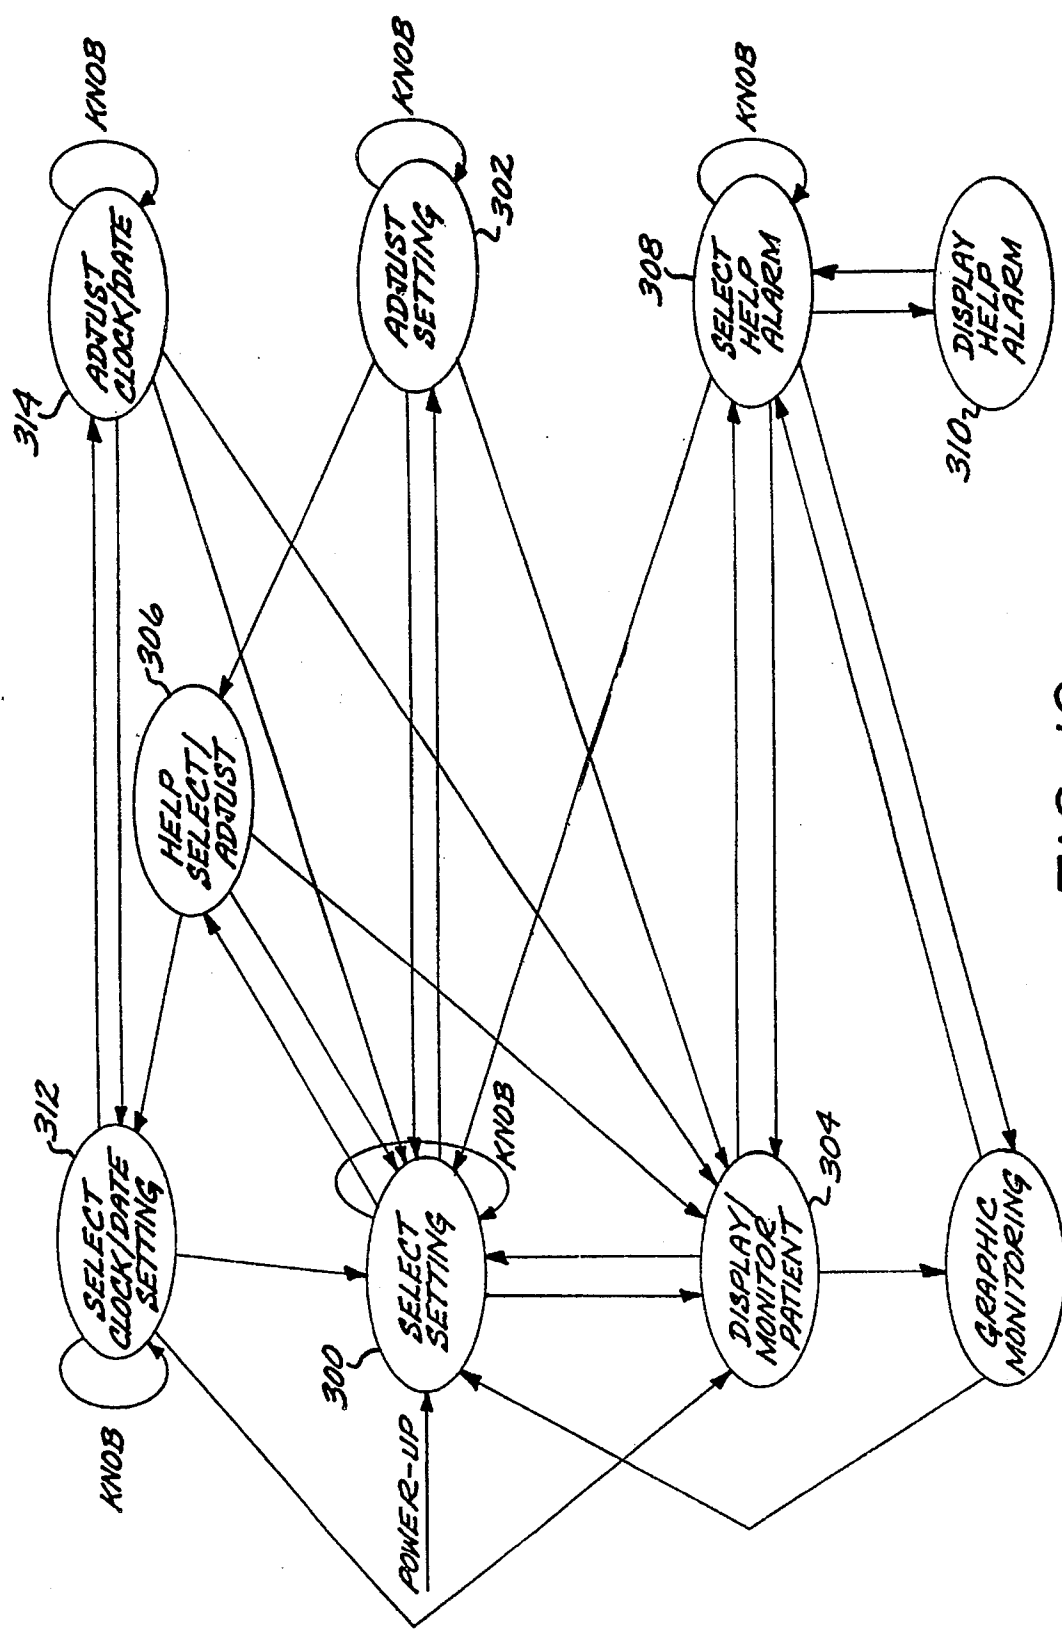 KNOB
SELECT
CLOCK/DATE
SETTING
312
HELP
SELECT/
ADJUST
306
314
ADJUST
CLOCK/DATE
KNOB
POWER-UP
300
SELECT
SETTING
KNOB
ADJUST
SETTING
302
KNOB
DISPLAY/
MONITOR
PATIENT
304
308
SELECT
HELP
ALARM
KNOB
GRAPHIC
MONITORING
310
DISPLAY
HELP
ALARM